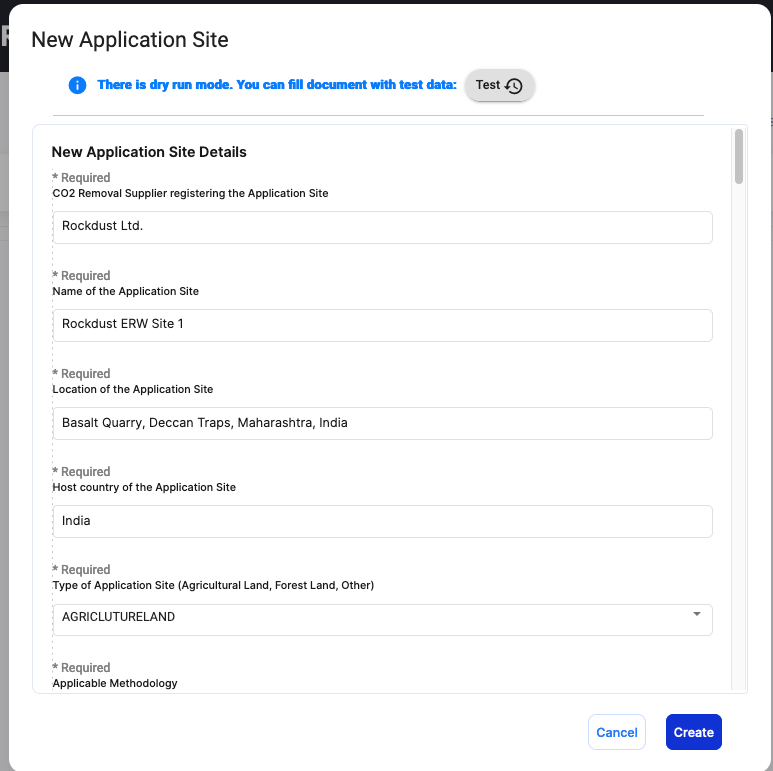 New Application Site
There is dry run mode. You can fill document with test data: Test
New Application Site Details
* Required
CO2 Removal Supplier registering the Application Site
Rockdust Ltd.
* Required
Name of the Application Site
Rockdust ERW Site 1
* Required
Location of the Application Site
Basalt Quarry, Deccan Traps, Maharashtra, India
* Required
Host country of the Application Site
India
* Required
Type of Application Site (Agricultural Land, Forest Land, Other)
AGRICLUTURELAND
* Required
Applicable Methodology
Cancel Create